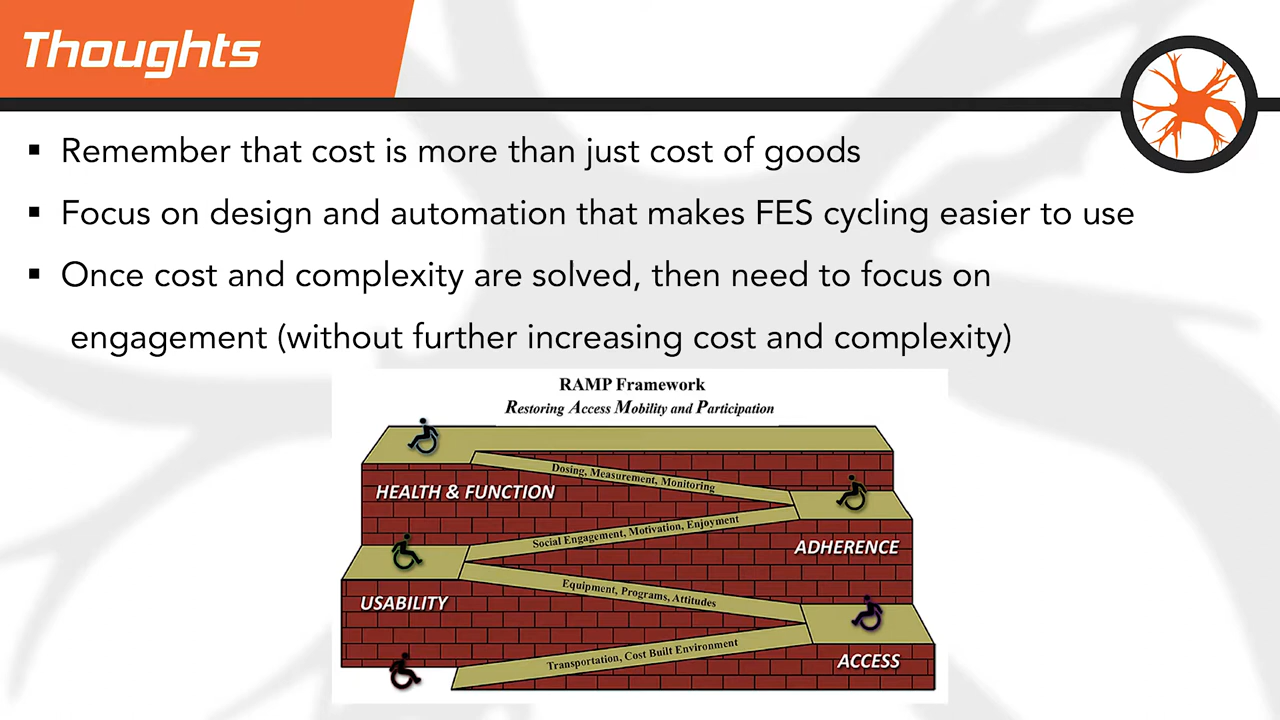 Thoughts
▪ Remember that cost is more than just cost of goods
▪ Focus on design and automation that makes FES cycling easier to use
▪ Once cost and complexity are solved, then need to focus on
engagement (without further increasing cost and complexity)
RAMP Framework
Restoring Access Mobility and Participation
Dosing, Measurement, Monitoring
HEALTH & FUNCTION
Social Engagement, Motivation, Enjoyment
ADHERENCE
Equipment, Programs, Attitudes
USABILITY
Transportation, Cost Built Environment
ACCESS